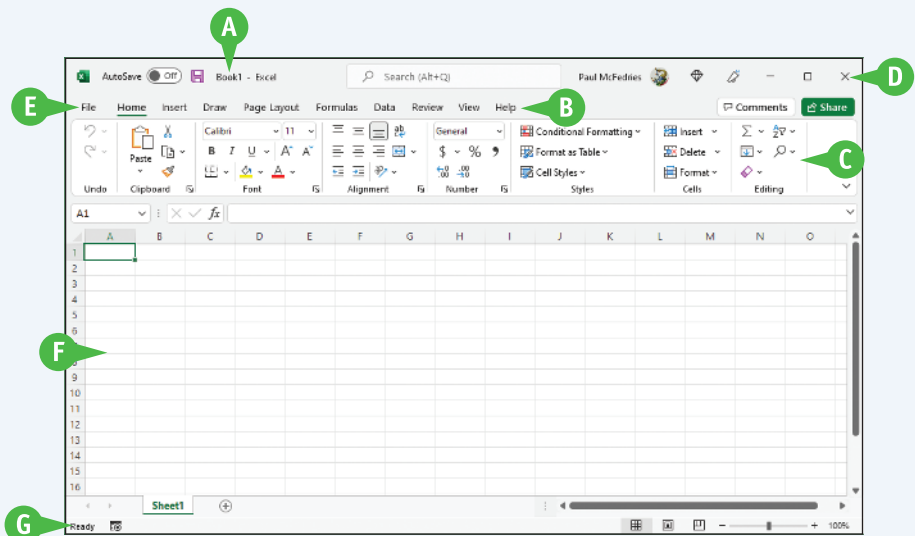 A
AutoSave Off Book1 - Excel Search (Alt+Q) Paul McFedries D
E File Home Insert Draw Page Layout Formulas Data Review View Help B Comments Share
Calibri 11 ab General Conditional Formatting Insert
Paste B I U A A $ % 9 Format as Table Delete C
A Cell Styles Format
Undo Clipboard Font Alignment Number Styles Cells Editing
A1 fx
A B C D E F G H I J K L M N O
1
2
3
4
5
6
F
9
10
11
12
13
14
15
16
Sheet1
G Ready 100%